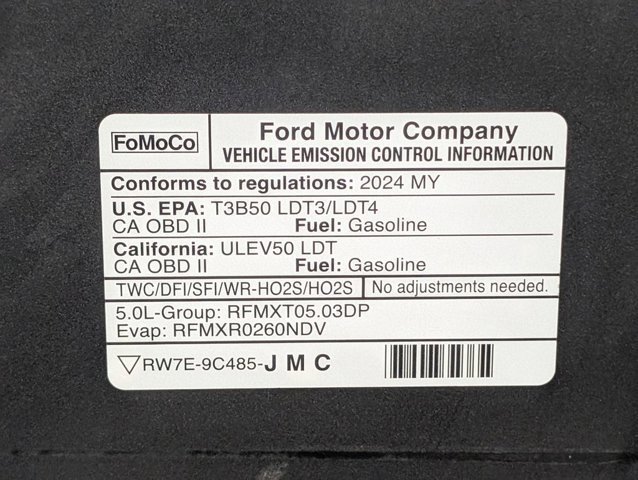 FoMoCo
Ford Motor Company
VEHICLE EMISSION CONTROL INFORMATION
Conforms to regulations: 2024 MY
U.S. EPA: T3B50 LDT3/LDT4
CA OBD II Fuel: Gasoline
California: ULEV50 LDT
CA OBD II Fuel: Gasoline
TWC/DFI/SFI/WR-HO2S/HO2S No adjustments needed.
5.0L-Group: RFMXT05.03DP
Evap: RFMXR0260NDV
RW7E-9C485-J M C